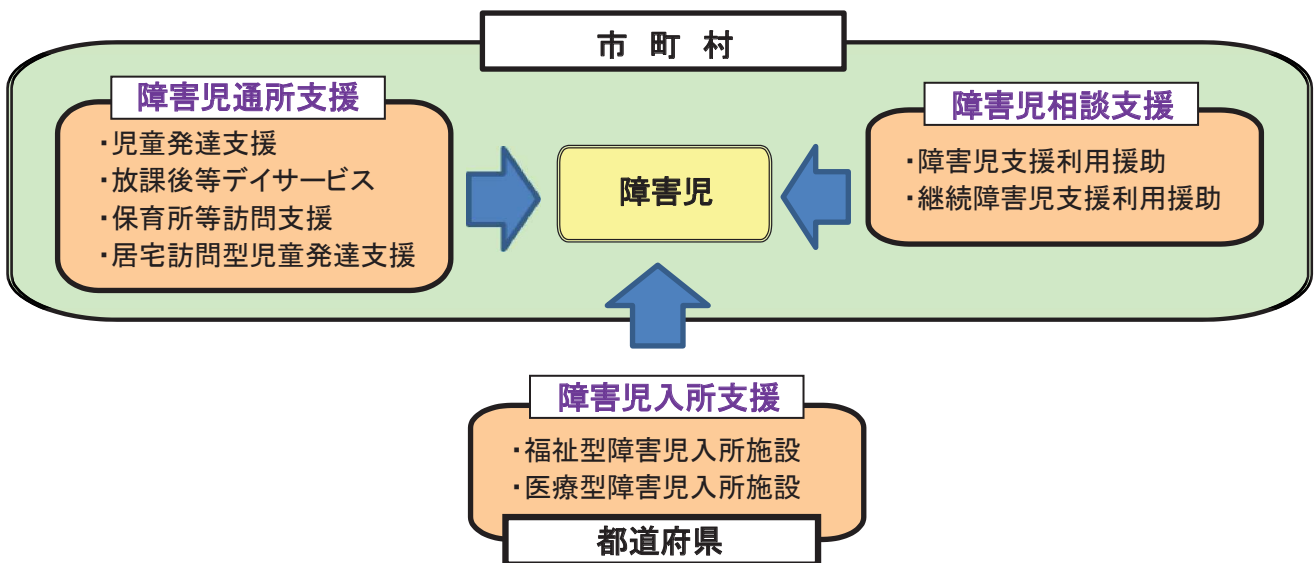 市 町 村
障害児通所支援
・児童発達支援
・放課後等デイサービス
・保育所等訪問支援
・居宅訪問型児童発達支援
障害児
障害児相談支援
・障害児支援利用援助
・継続障害児支援利用援助
障害児入所支援
・福祉型障害児入所施設
・医療型障害児入所施設
都道府県